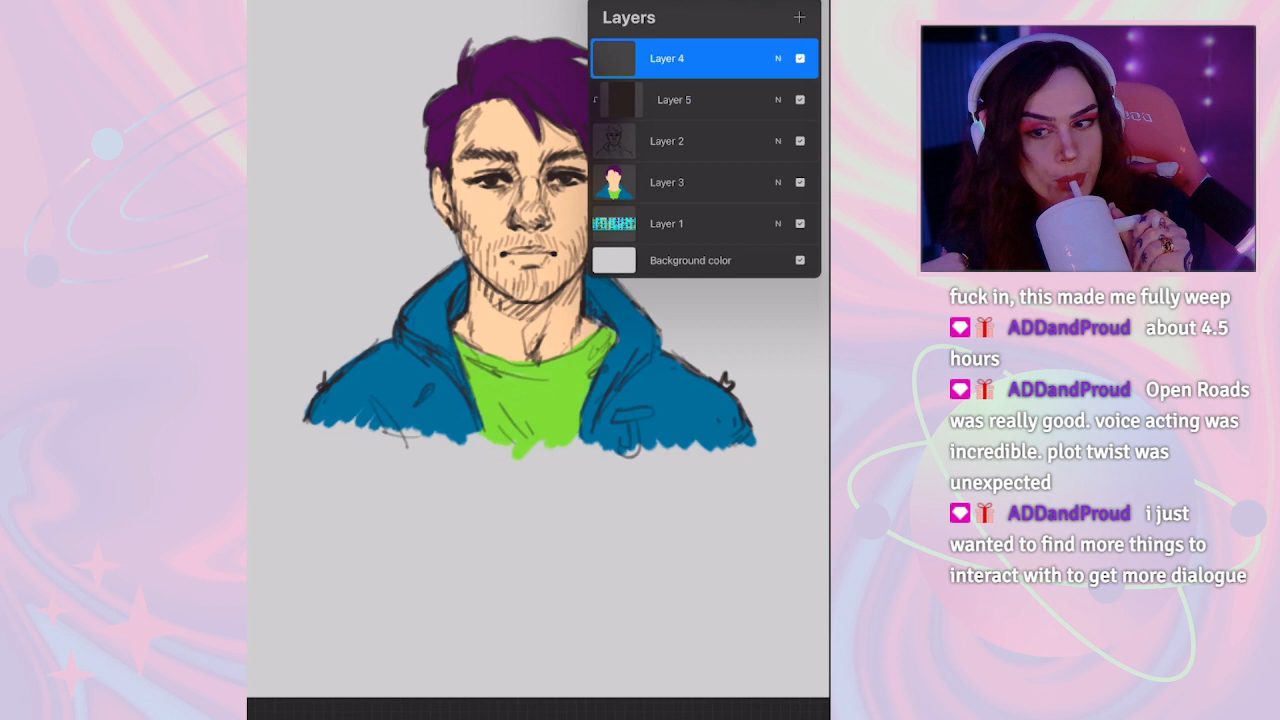 Layers
Layer 4 N
Layer 5 N
Layer 2 N
Layer 3 N
Layer 1 N
Background color
fuck in, this made me fully weep
ADDandProud about 4.5
hours
ADDandProud Open Roads
was really good. voice acting was
incredible. plot twist was
unexpected
ADDandProud i just
wanted to find more things to
interact with to get more dialogue